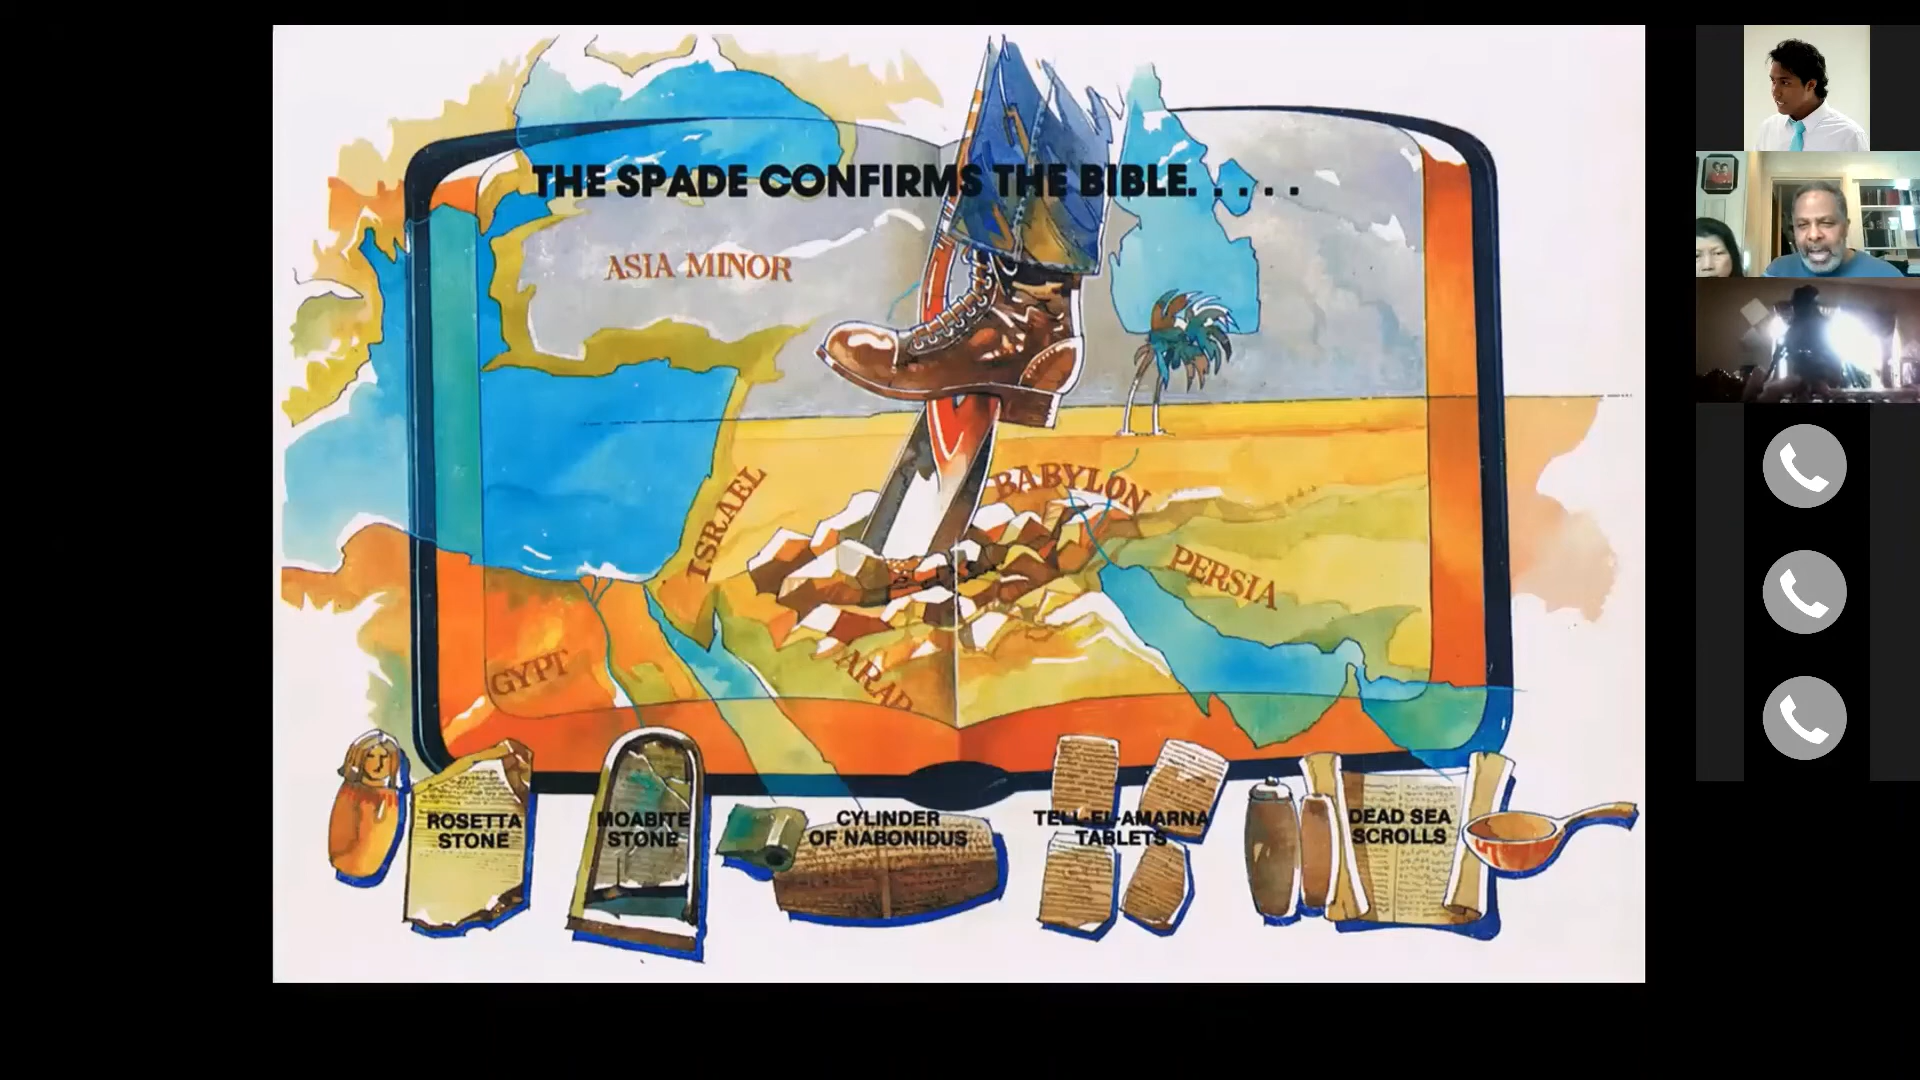 THE SPADE CONFIRMS THE BIBLE. . . . .
ASIA MINOR
ISRAEL
BABYLON
PERSIA
GYPT
ARAB
ROSETTA
STONE
MOABITE
STONE
CYLINDER
OF NABONIDUS
TELL-EL-AMARNA
TABLETS
DEAD SEA
SCROLLS